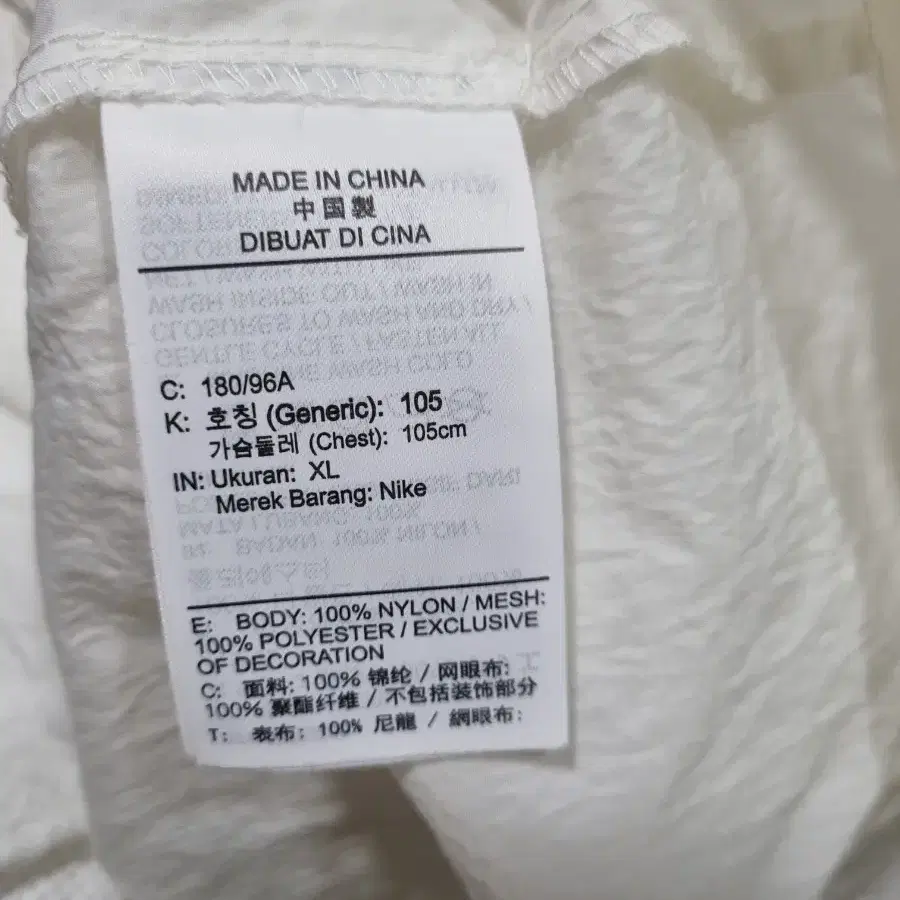 MADE IN CHINA
中国製
DIBUAT DI CINA
C: 180/96A
K: 호칭 (Generic): 105
가슴둘레 (Chest): 105cm
IN: Ukuran: XL
Merek Barang: Nike
E: BODY: 100% NYLON / MESH:
100% POLYESTER / EXCLUSIVE
OF DECORATION
C: 面料: 100% 锦纶 / 网眼布:
100% 聚酯纤维 / 不包括装饰部分
T: 表布: 100% 尼龍 / 網眼布: